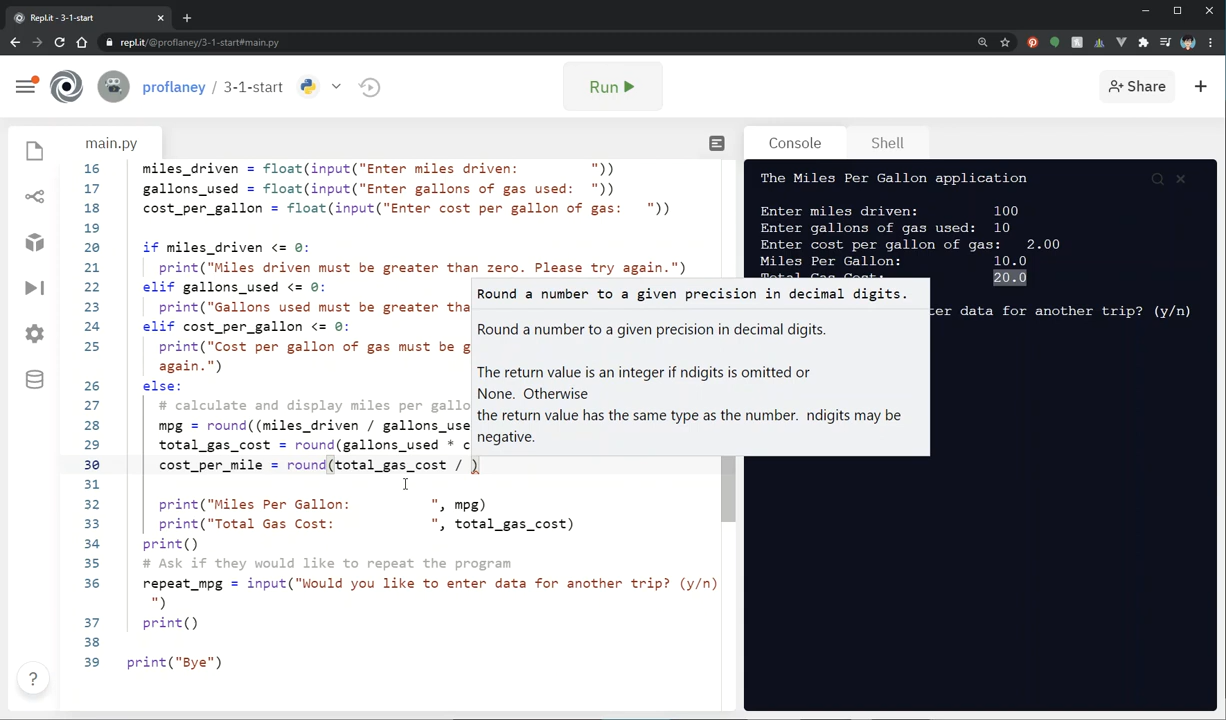 Repl.it - 3-1-start
repl.it/@proflaney/3-1-start#main.py
proflaney / 3-1-start
Run
Share
main.py
Console
Shell
16 miles_driven = float(input("Enter miles driven:          "))
17 gallons_used = float(input("Enter gallons of gas used:  "))
18 cost_per_gallon = float(input("Enter cost per gallon of gas:   "))
19
20 if miles_driven <= 0:
21 print("Miles driven must be greater than zero. Please try again.")
22 elif gallons_used <= 0:
23 print("Gallons used must be greater tha
24 elif cost_per_gallon <= 0:
25 print("Cost per gallon of gas must be g
again.")
26 else:
27 # calculate and display miles per gallo
28 mpg = round((miles_driven / gallons_use
29 total_gas_cost = round(gallons_used * c
30 cost_per_mile = round(total_gas_cost / )
31
32 print("Miles Per Gallon:          ", mpg)
33 print("Total Gas Cost:            ", total_gas_cost)
34 print()
35 # Ask if they would like to repeat the program
36 repeat_mpg = input("Would you like to enter data for another trip? (y/n)
")
37 print()
38
39 print("Bye")
Round a number to a given precision in decimal digits.
Round a number to a given precision in decimal digits.
The return value is an integer if ndigits is omitted or
None.  Otherwise
the return value has the same type as the number.  ndigits may be
negative.
The Miles Per Gallon application
Enter miles driven:          100
Enter gallons of gas used:  10
Enter cost per gallon of gas:   2.00
Miles Per Gallon:           10.0
Total Gas Cost:             20.0
ter data for another trip? (y/n)
?